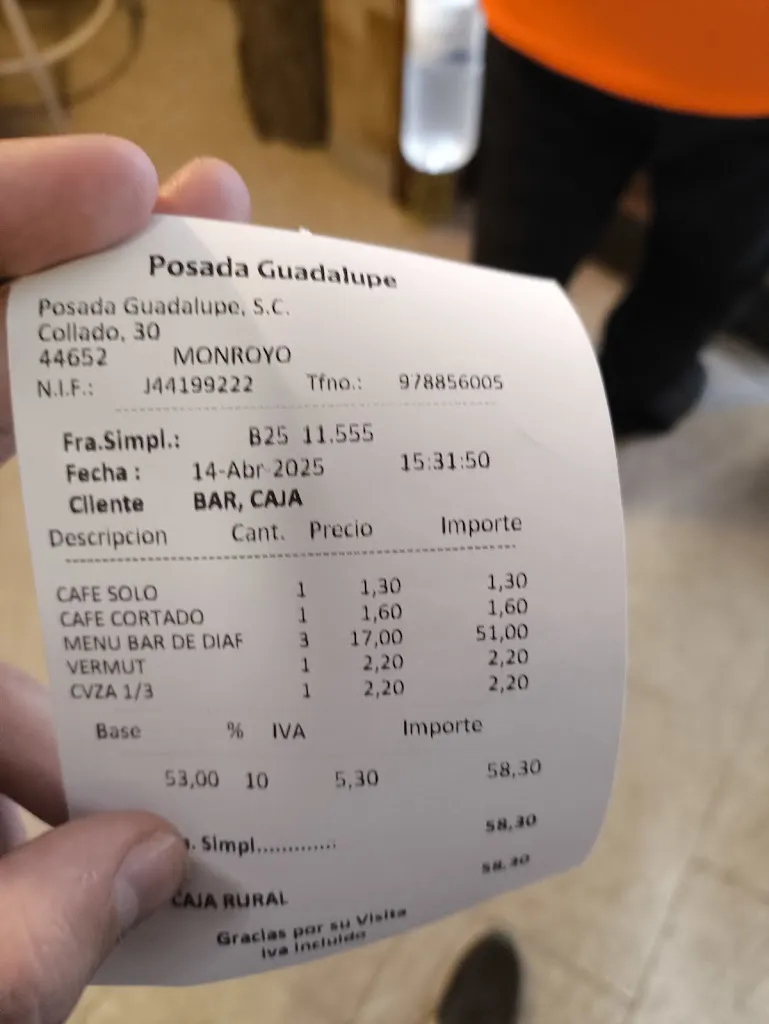 Posada Guadalupe
Posada Guadalupe, S.C.
Collado, 30
44652 MONROYO
N.I.F.: J44199222 Tfno.: 978856005
Fra.Simpl.: B25 11.555
Fecha : 14-Abr-2025 15:31:50
Cliente BAR, CAJA
Descripcion Cant. Precio Importe
CAFE SOLO 1 1,30 1,30
CAFE CORTADO 1 1,60 1,60
MENU BAR DE DIAF 3 17,00 51,00
VERMUT 1 2,20 2,20
CVZA 1/3 1 2,20 2,20
Base % IVA Importe
53,00 10 5,30 58,30
. Simpl............. 58,30
58,30
CAJA RURAL
Gracias por su Visita
Iva Incluido